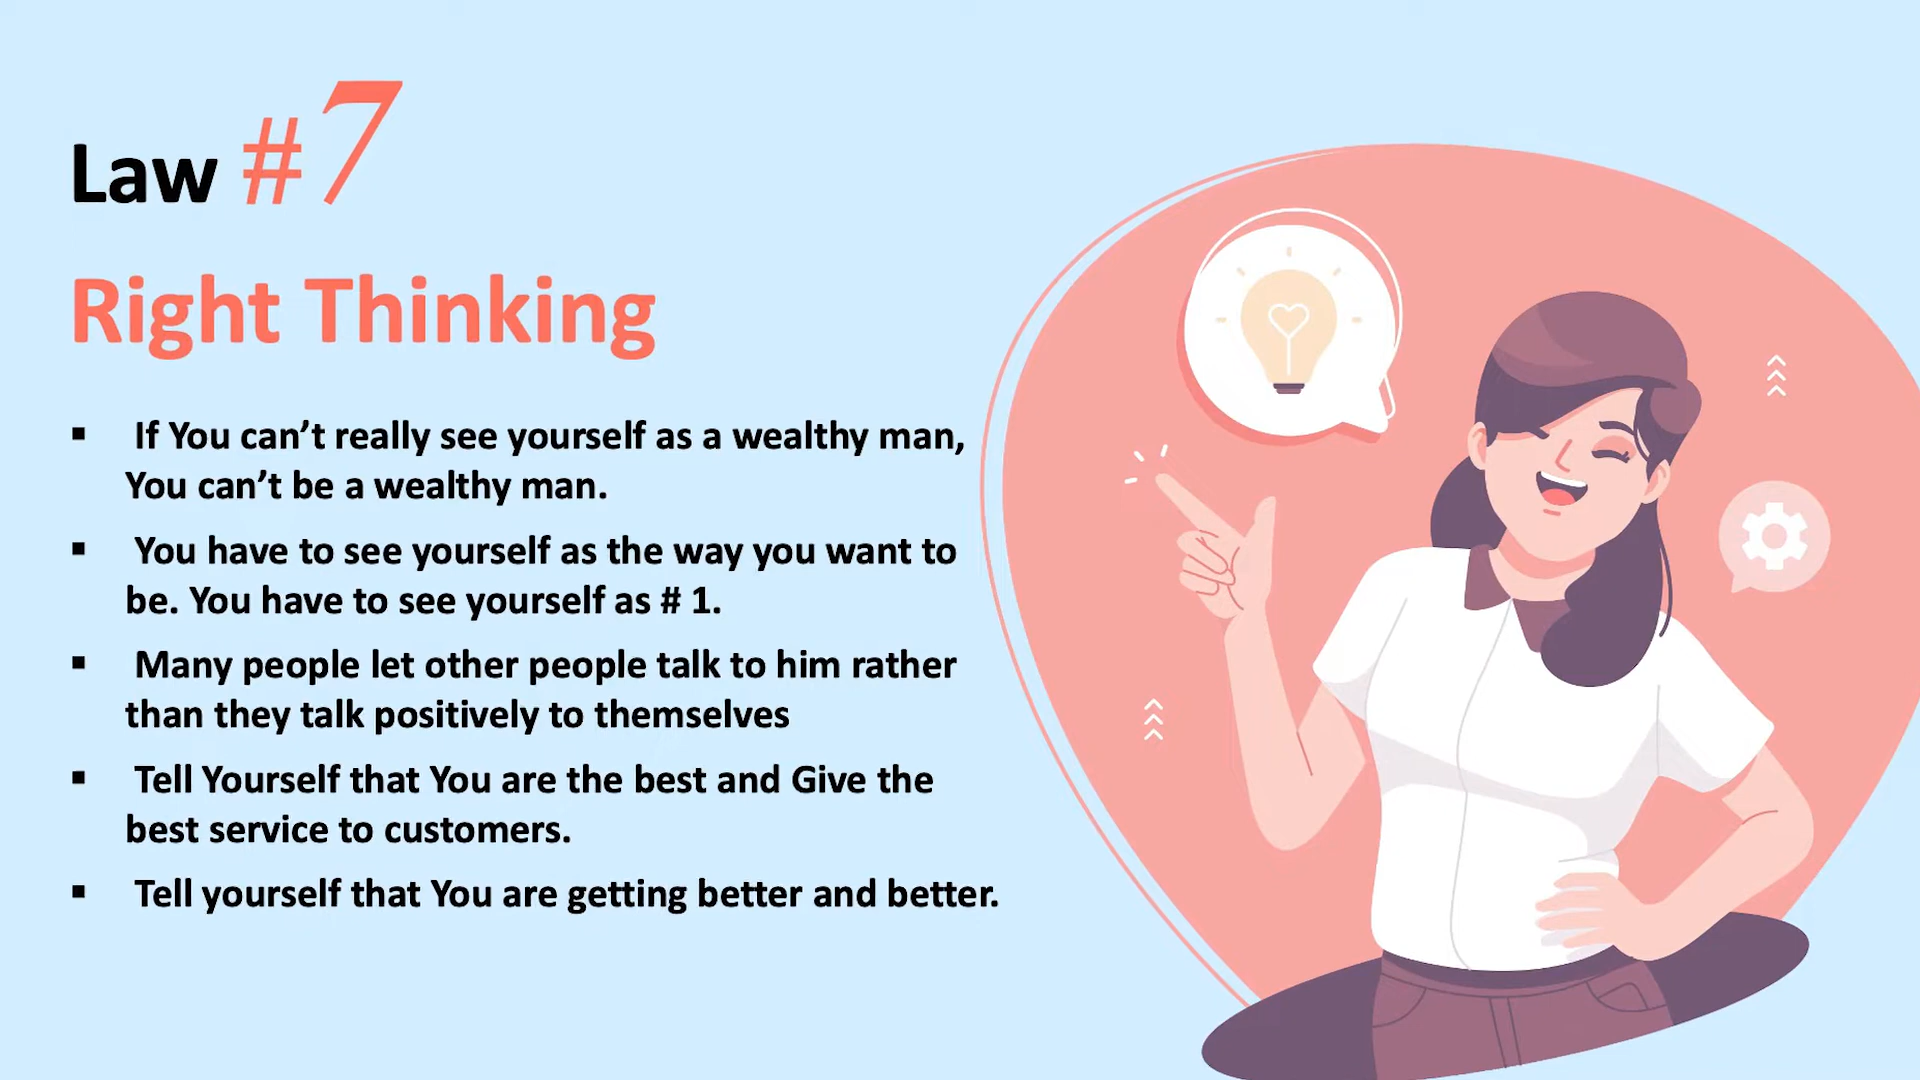 Law #7
Right Thinking
▪ If You can’t really see yourself as a wealthy man,
You can’t be a wealthy man.
▪ You have to see yourself as the way you want to
be. You have to see yourself as # 1.
▪ Many people let other people talk to him rather
than they talk positively to themselves
▪ Tell Yourself that You are the best and Give the
best service to customers.
▪ Tell yourself that You are getting better and better.